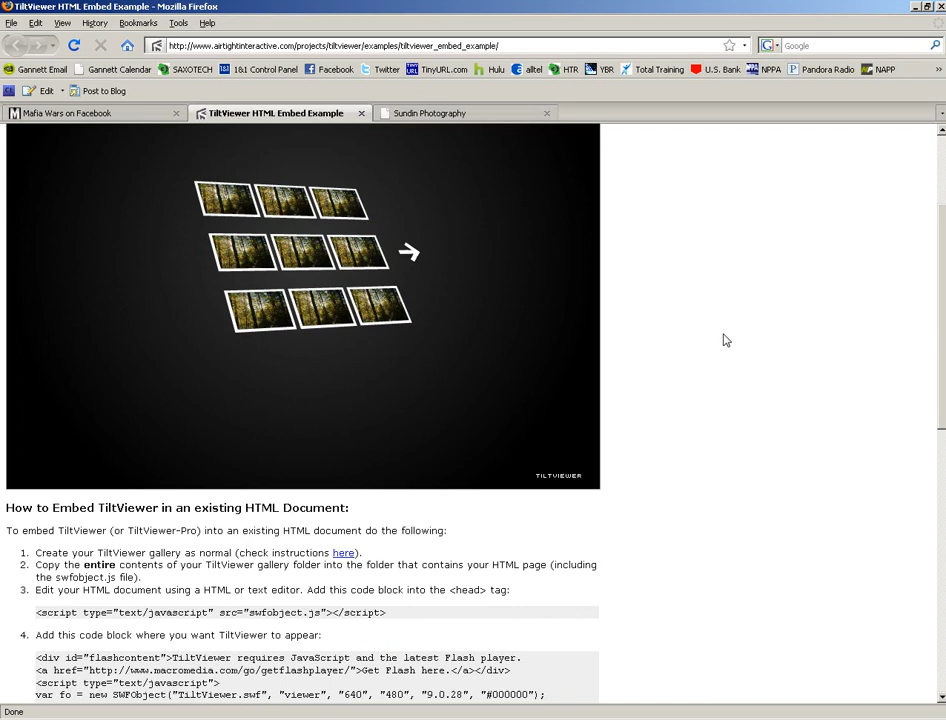 TiltViewer HTML Embed Example - Mozilla Firefox
File Edit View History Bookmarks Tools Help
http://www.airtightinteractive.com/projects/tiltviewer/examples/tiltviewer_embed_example/
Google
Gannett Email Gannett Calendar SAXOTECH 1&1 Control Panel Facebook Twitter TinyURL.com Hulu alltel HTR YBR Total Training U.S. Bank NPPA Pandora Radio NAPP
Edit Post to Blog
Mafia Wars on Facebook TiltViewer HTML Embed Example Sundin Photography
TILTVIEWER
How to Embed TiltViewer in an existing HTML Document:
To embed TiltViewer (or TiltViewer-Pro) into an existing HTML document do the following:
1. Create your TiltViewer gallery as normal (check instructions here).
2. Copy the entire contents of your TiltViewer gallery folder into the folder that contains your HTML page (including
the swfobject.js file).
3. Edit your HTML document using a HTML or text editor. Add this code block into the <head> tag:
<script type="text/javascript" src="swfobject.js"></script>
4. Add this code block where you want TiltViewer to appear:
<div id="flashcontent">TiltViewer requires JavaScript and the latest Flash player.
<a href="http://www.macromedia.com/go/getflashplayer/">Get Flash here.</a></div>
<script type="text/javascript">
var fo = new SWFObject("TiltViewer.swf", "viewer", "640", "480", "9.0.28", "#000000");
Done